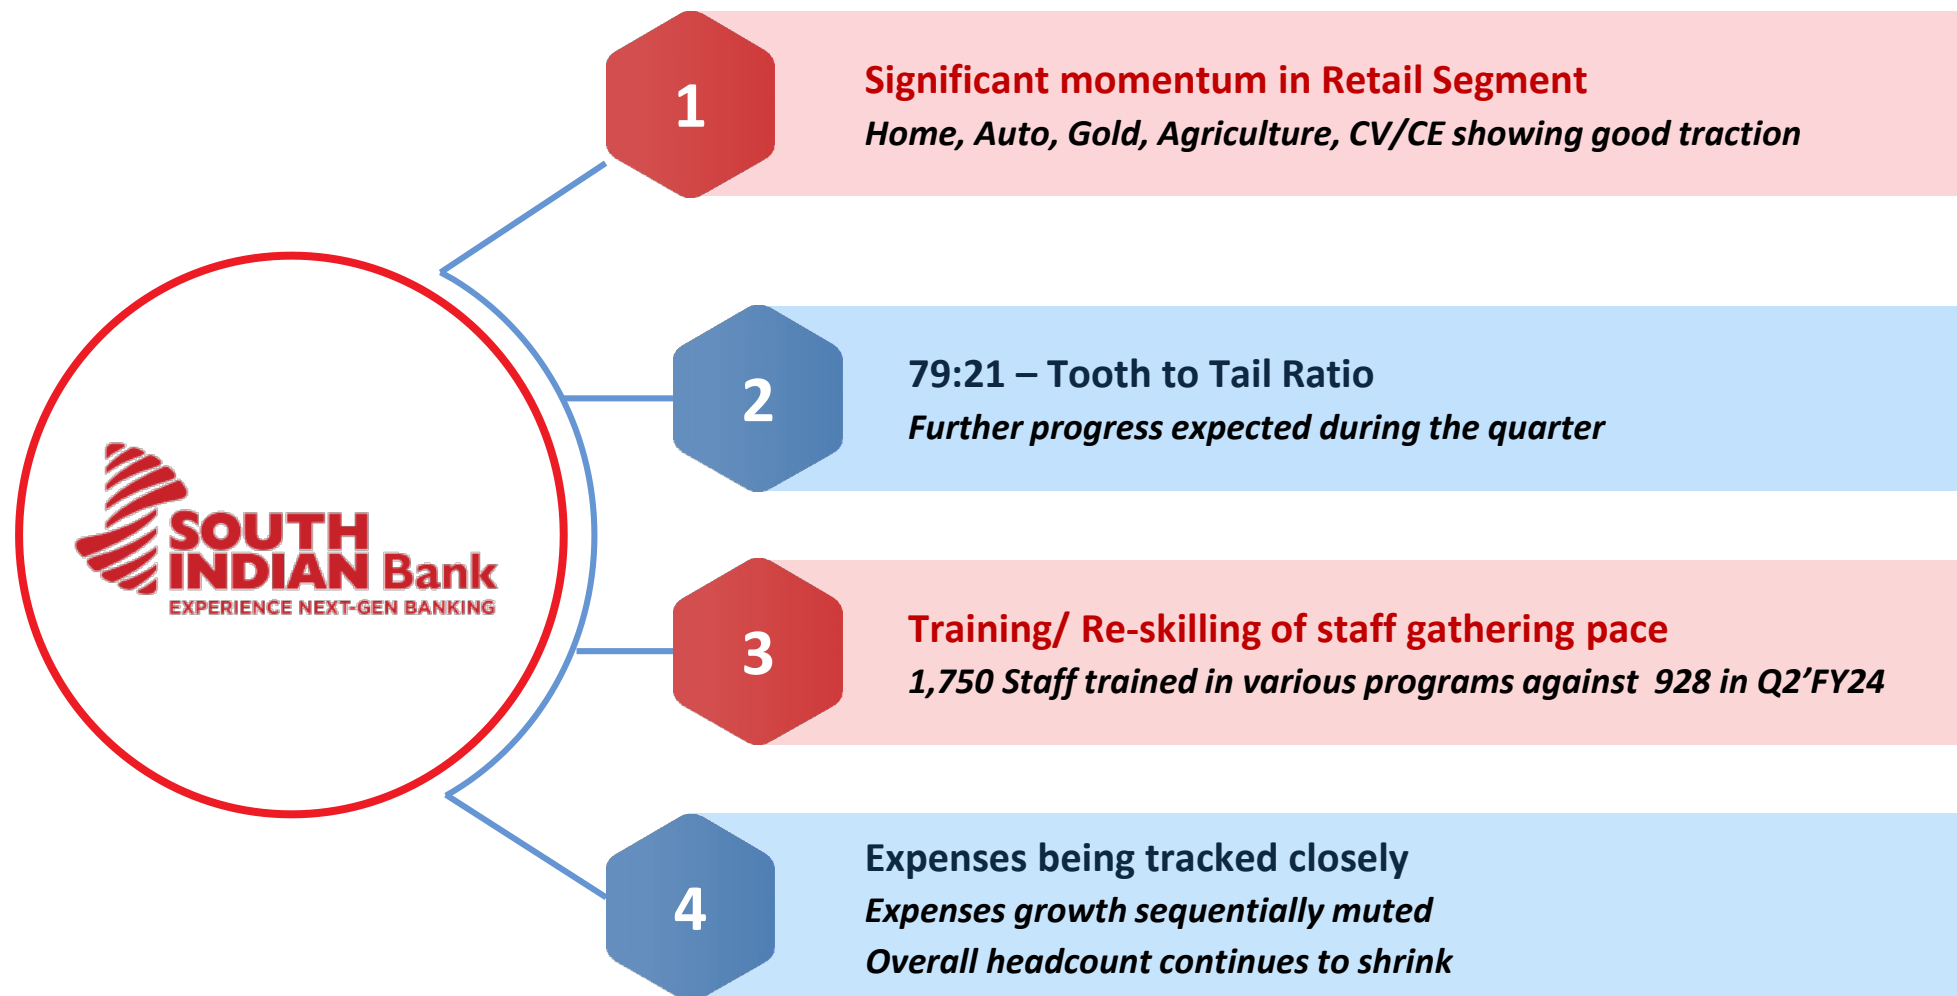 1
Significant momentum in Retail Segment
Home, Auto, Gold, Agriculture, CV/CE showing good traction
2
79:21 – Tooth to Tail Ratio
Further progress expected during the quarter
SOUTH
INDIAN Bank
EXPERIENCE NEXT-GEN BANKING
3
Training/ Re-skilling of staff gathering pace
1,750 Staff trained in various programs against  928 in Q2’FY24
4
Expenses being tracked closely
Expenses growth sequentially muted
Overall headcount continues to shrink